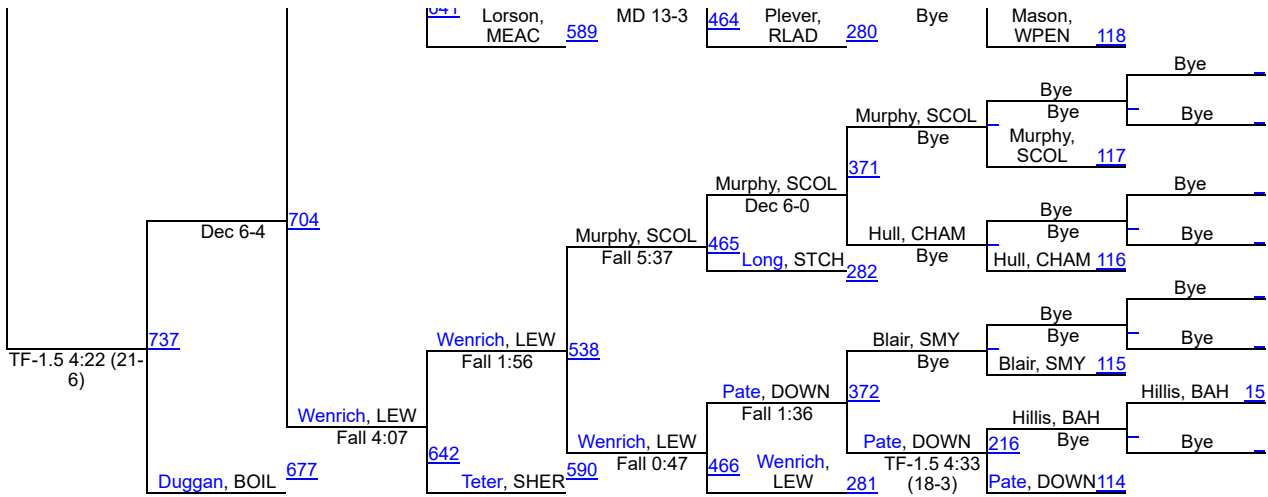 641 Lorson, MD 13-3 464 Plever, Bye Mason,
MEAC 589 RLAD 280 WPEN 118
Bye
Bye
Murphy, SCOL Bye Bye
Bye Murphy,
SCOL 117
371
Murphy, SCOL Bye
Dec 6-0 Bye
704
Dec 6-4 Murphy, SCOL Hull, CHAM Bye Bye
Fall 5:37 465 Long, STCH Bye Hull, CHAM 116
282
Bye
Bye
737 Wenrich, LEW Blair, SMY Bye Bye
TF-1.5 4:22 (21-
6)
Fall 1:56 538 Bye Blair, SMY 115
Pate, DOWN 372 Hillis, BAH 15
Wenrich, LEW Fall 1:36 Hillis, BAH
Fall 4:07 Wenrich, LEW Pate, DOWN 216 Bye Bye
642 Fall 0:47 466 Wenrich, TF-1.5 4:33
677 590 LEW 281 (18-3)
Duggan, BOIL Teter, SHER Pate, DOWN 114